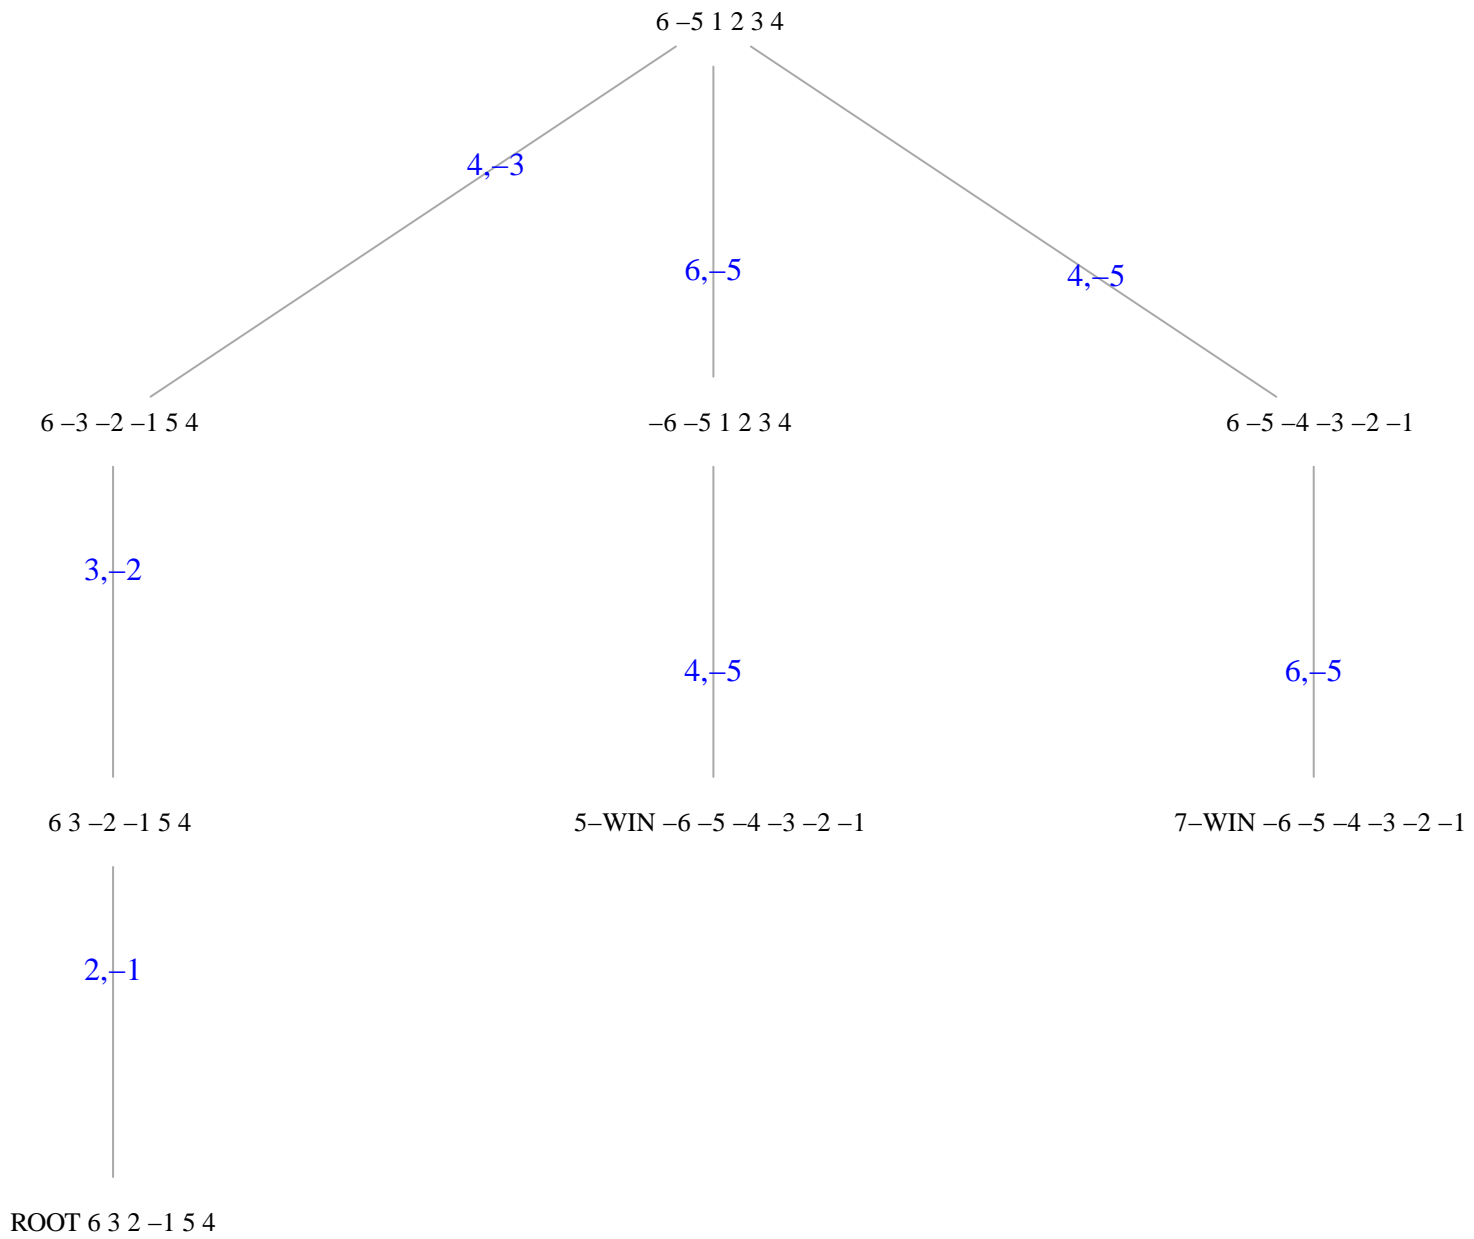 6 –5 1 2 3 4
4,–3
6,–5
4,–5
6 –3 –2 –1 5 4
–6 –5 1 2 3 4
6 –5 –4 –3 –2 –1
3,–2
4,–5
6,–5
6 3 –2 –1 5 4
5–WIN –6 –5 –4 –3 –2 –1
7–WIN –6 –5 –4 –3 –2 –1
2,–1
ROOT 6 3 2 –1 5 4